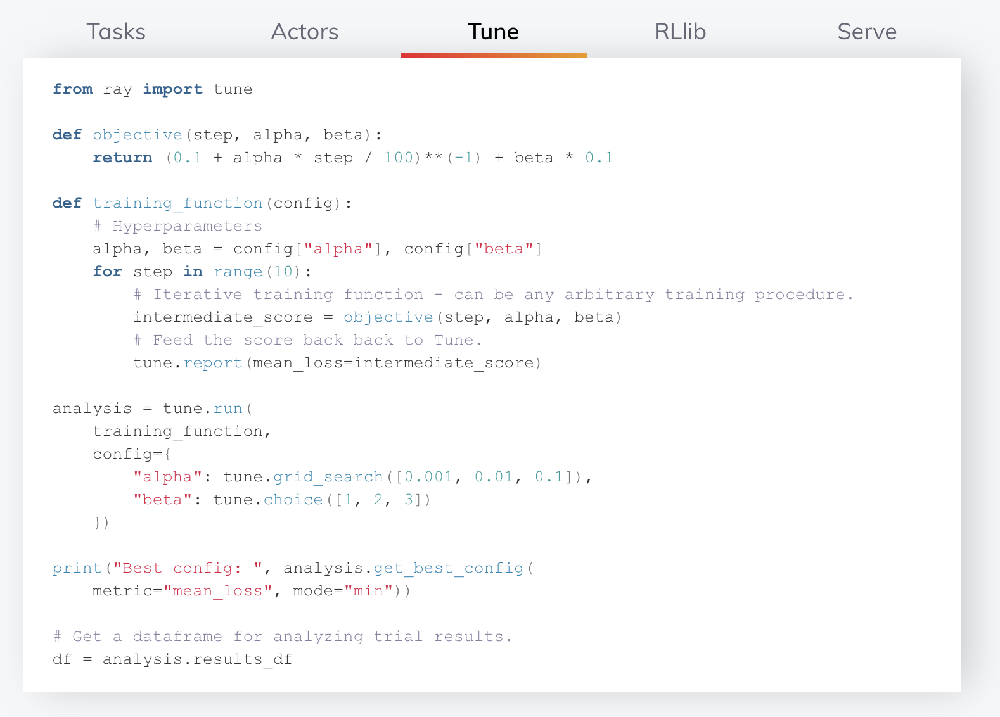 Tasks Actors Tune RLlib Serve
from ray import tune
def objective(step, alpha, beta):
    return (0.1 + alpha * step / 100)**(-1) + beta * 0.1
def training_function(config):
    # Hyperparameters
    alpha, beta = config["alpha"], config["beta"]
    for step in range(10):
        # Iterative training function - can be any arbitrary training procedure.
        intermediate_score = objective(step, alpha, beta)
        # Feed the score back back to Tune.
        tune.report(mean_loss=intermediate_score)
analysis = tune.run(
    training_function,
    config={
        "alpha": tune.grid_search([0.001, 0.01, 0.1]),
        "beta": tune.choice([1, 2, 3])
    })
print("Best config: ", analysis.get_best_config(
    metric="mean_loss", mode="min"))
# Get a dataframe for analyzing trial results.
df = analysis.results_df